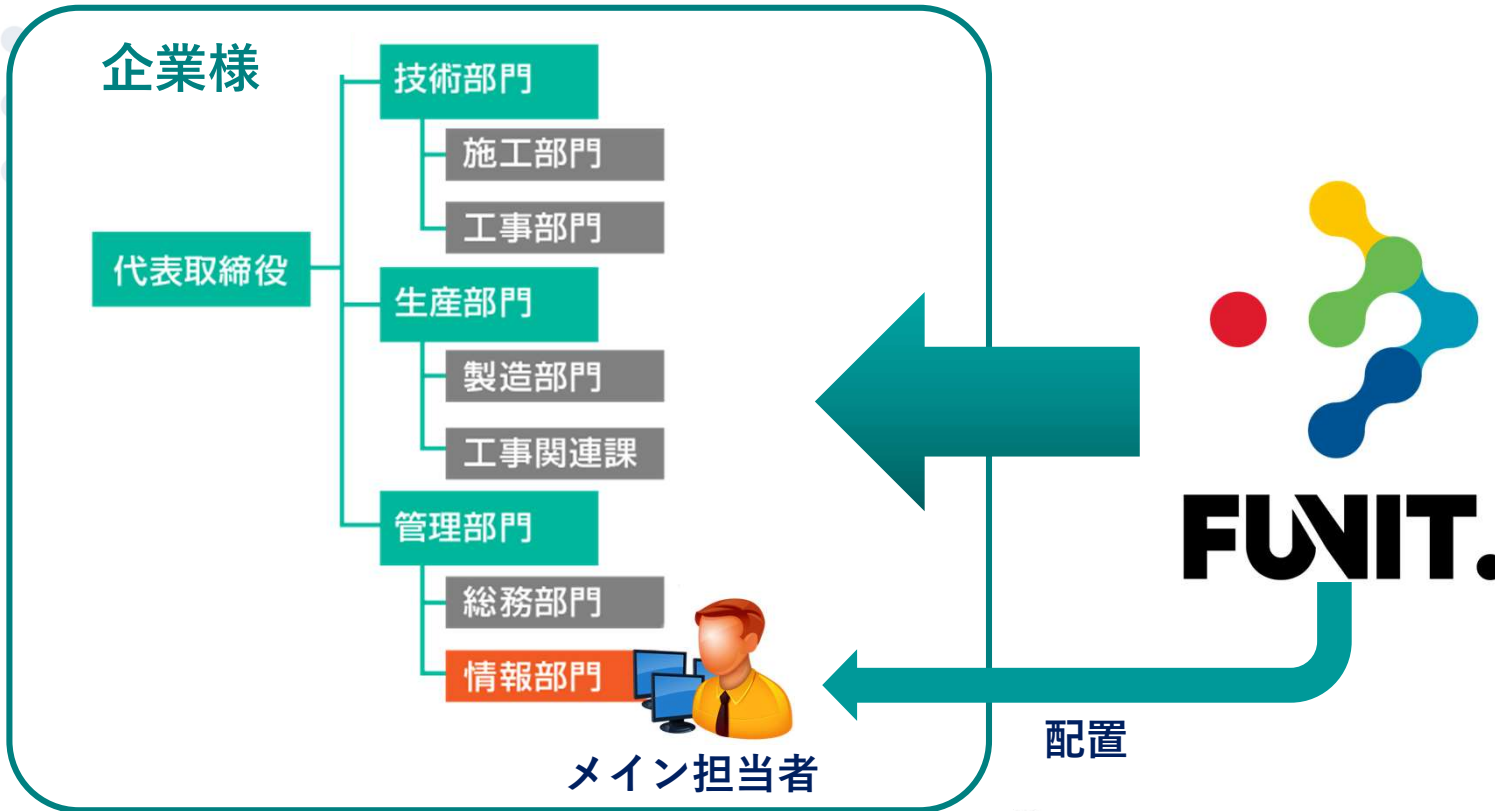 企業様
代表取締役
技術部門
施工部門
工事部門
生産部門
製造部門
工事関連課
管理部門
総務部門
情報部門
メイン担当者
配置
FUNIT.